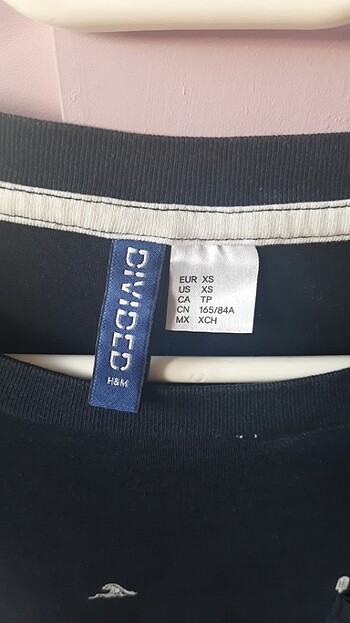 DIVIDED
H&M
EUR XS
US XS
CA TP
CN 165/84A
MX XCH